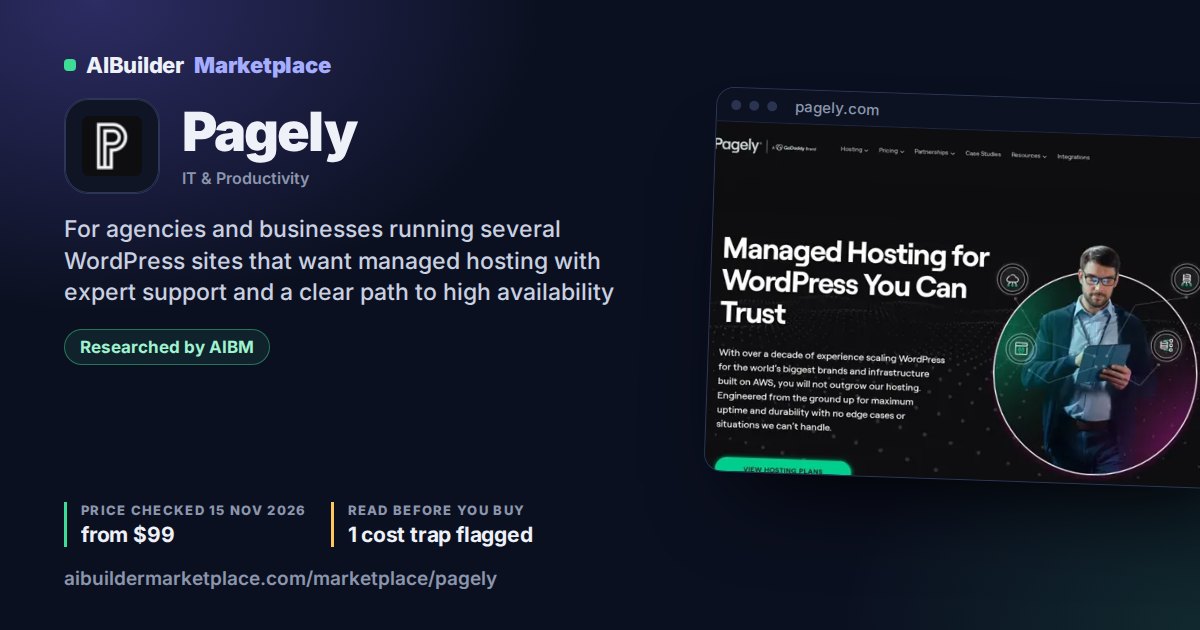 AIBuilder Marketplace
Pagely
IT & Productivity
For agencies and businesses running several
WordPress sites that want managed hosting with
expert support and a clear path to high availability
Researched by AIBM
PRICE CHECKED 15 NOV 2026
from $99
READ BEFORE YOU BUY
1 cost trap flagged
aibuildermarketplace.com/marketplace/pagely
pagely.com
Pagely
A GoDaddy Brand
Hosting
Pricing
Partnerships
Case Studies
Resources
Integrations
Managed Hosting for
WordPress You Can
Trust
With over a decade of experience scaling WordPress
for the world's biggest brands and infrastructure
built on AWS, you will not outgrow our hosting.
Engineered from the ground up for maximum
uptime and durability with no edge cases or
situations we can't handle.
VIEW HOSTING PLANS